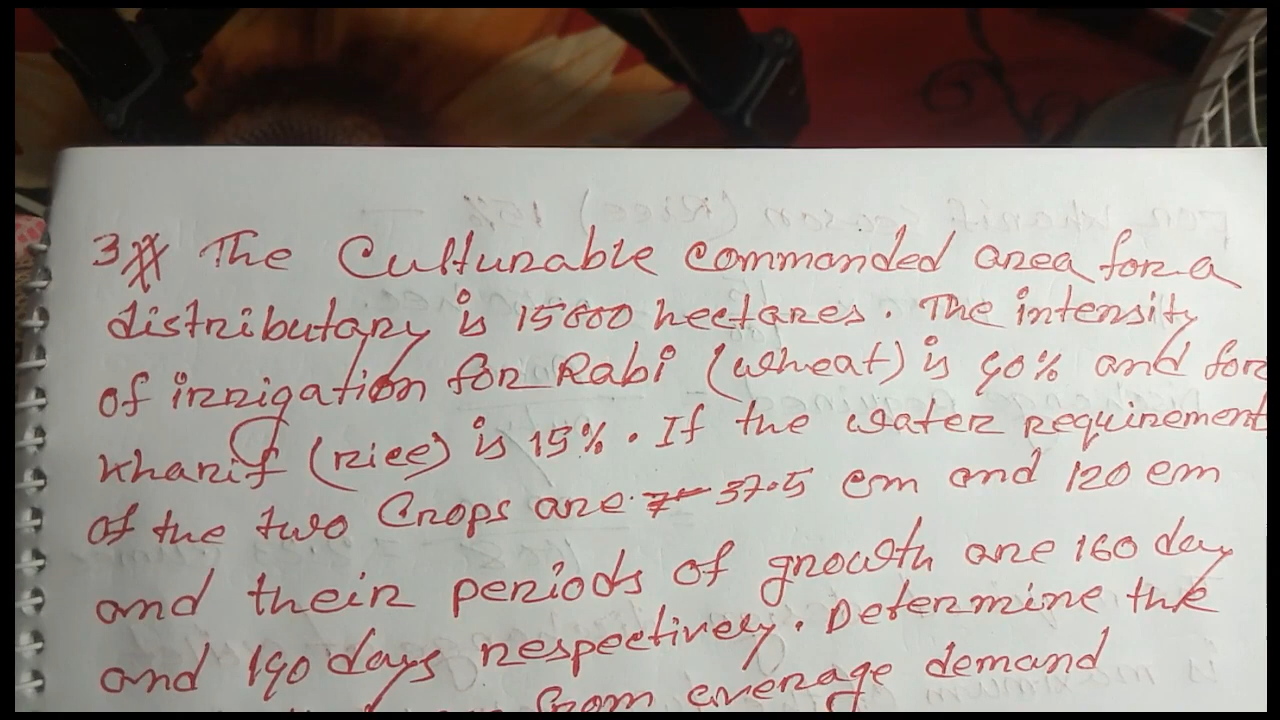 3# The Culturable commanded area for a
distributary is 15000 hectares. The intensity
of irrigation for Rabi (wheat) is 40% and for
Kharif (rice) is 15%. If the water requirement
of the two Crops are 37.5 cm and 120 cm
and their periods of growth are 160 day
and 140 days respectively. Determine the
from average demand